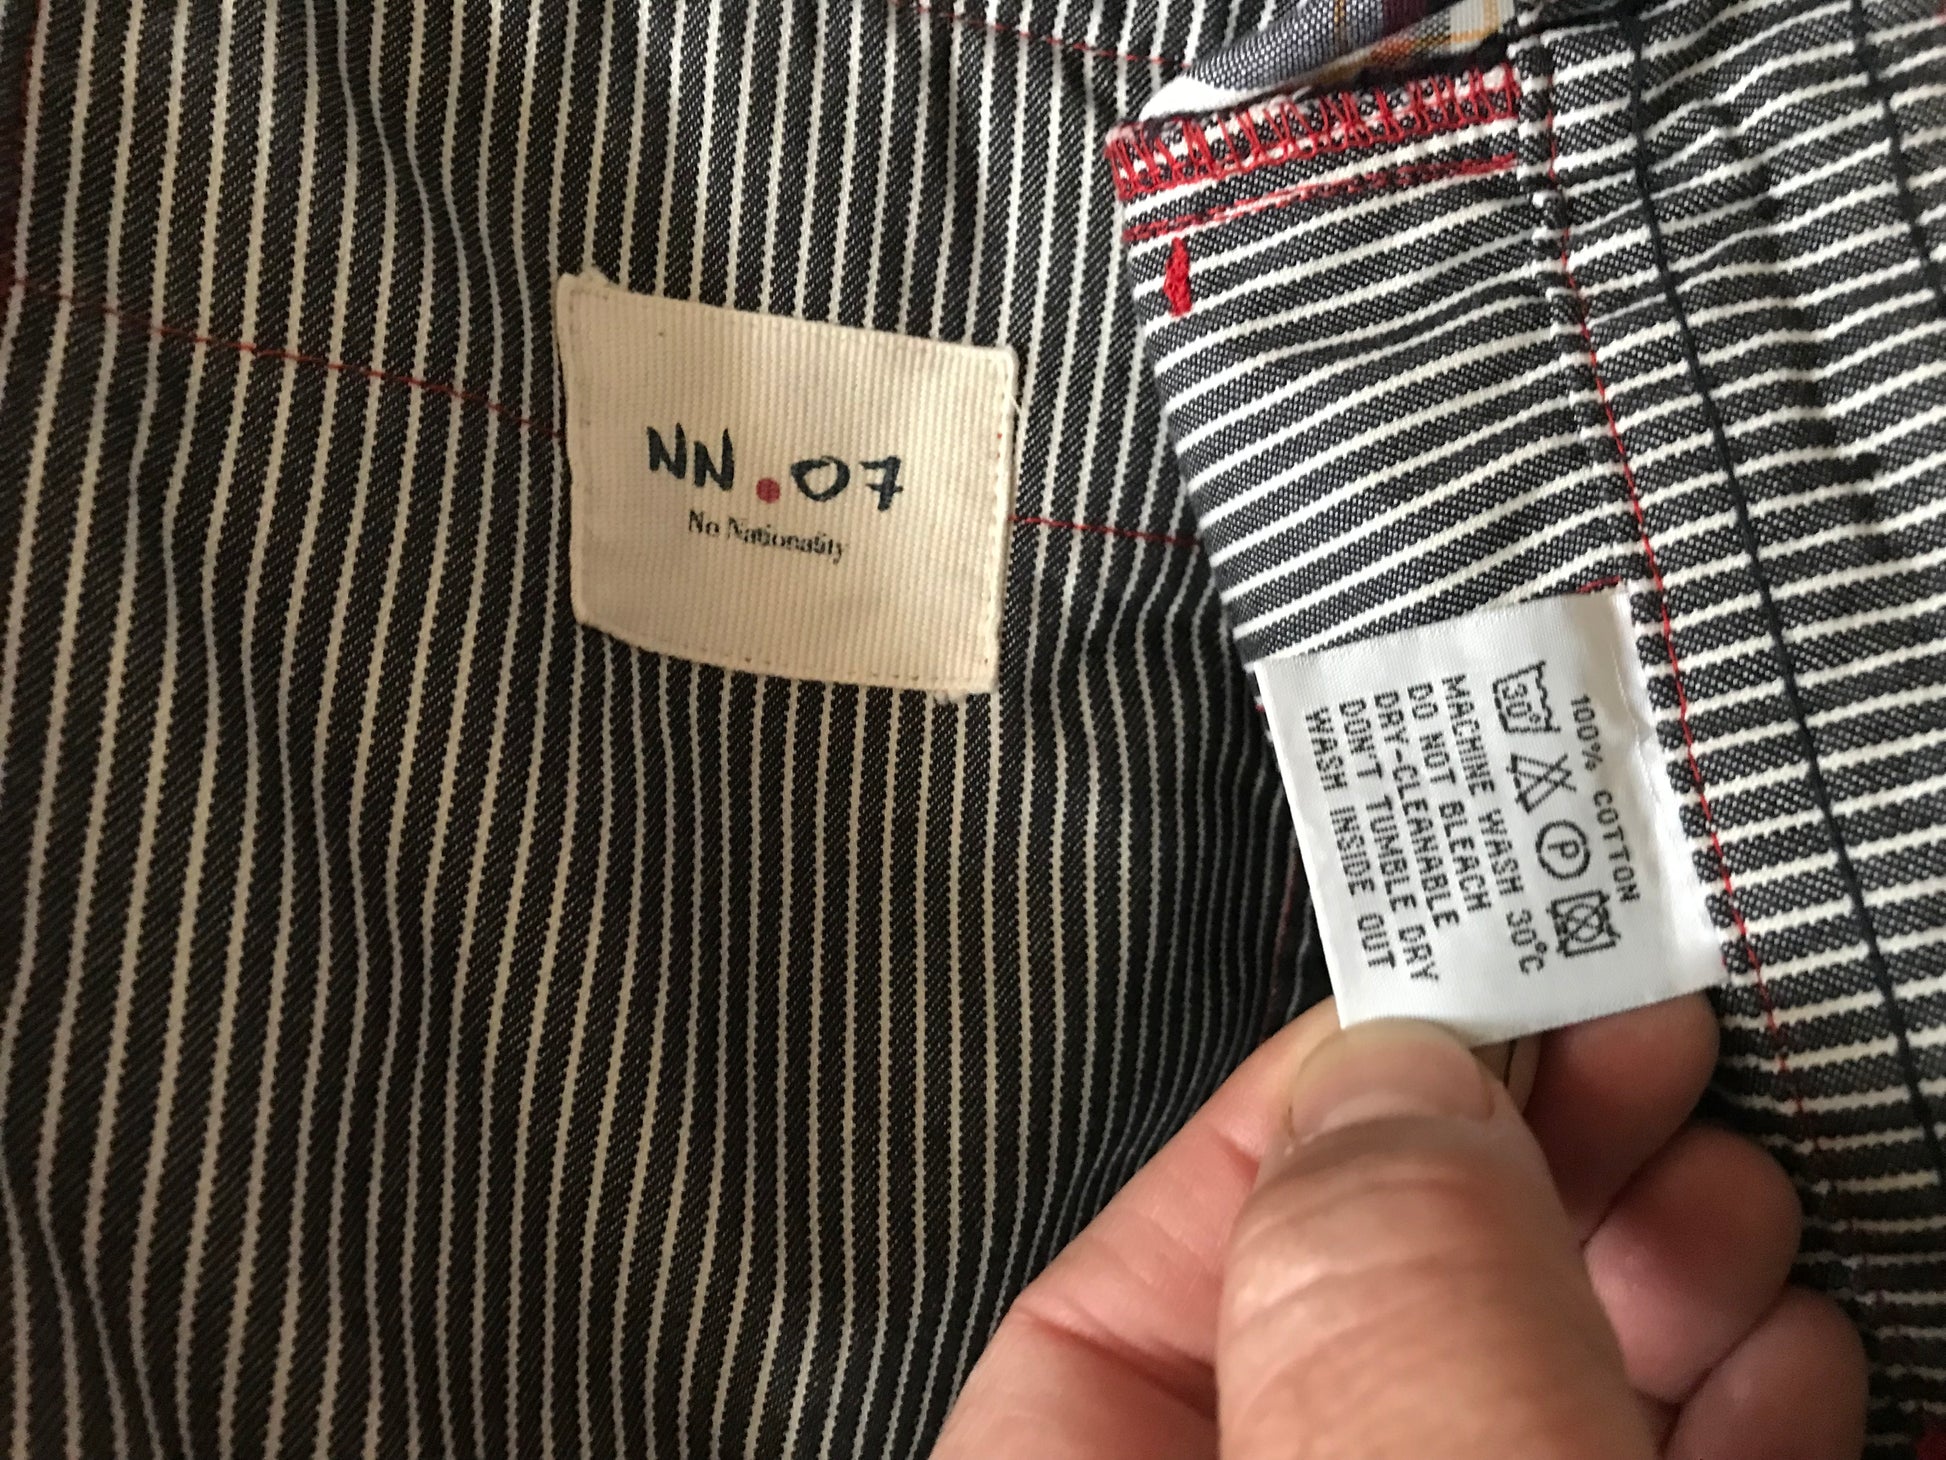 NN.07
No Nationality
100% COTTON
30°
P
MACHINE WASH 30°C
DO NOT BLEACH
DRY-CLEANABLE
DON'T TUMBLE DRY
WASH INSIDE OUT